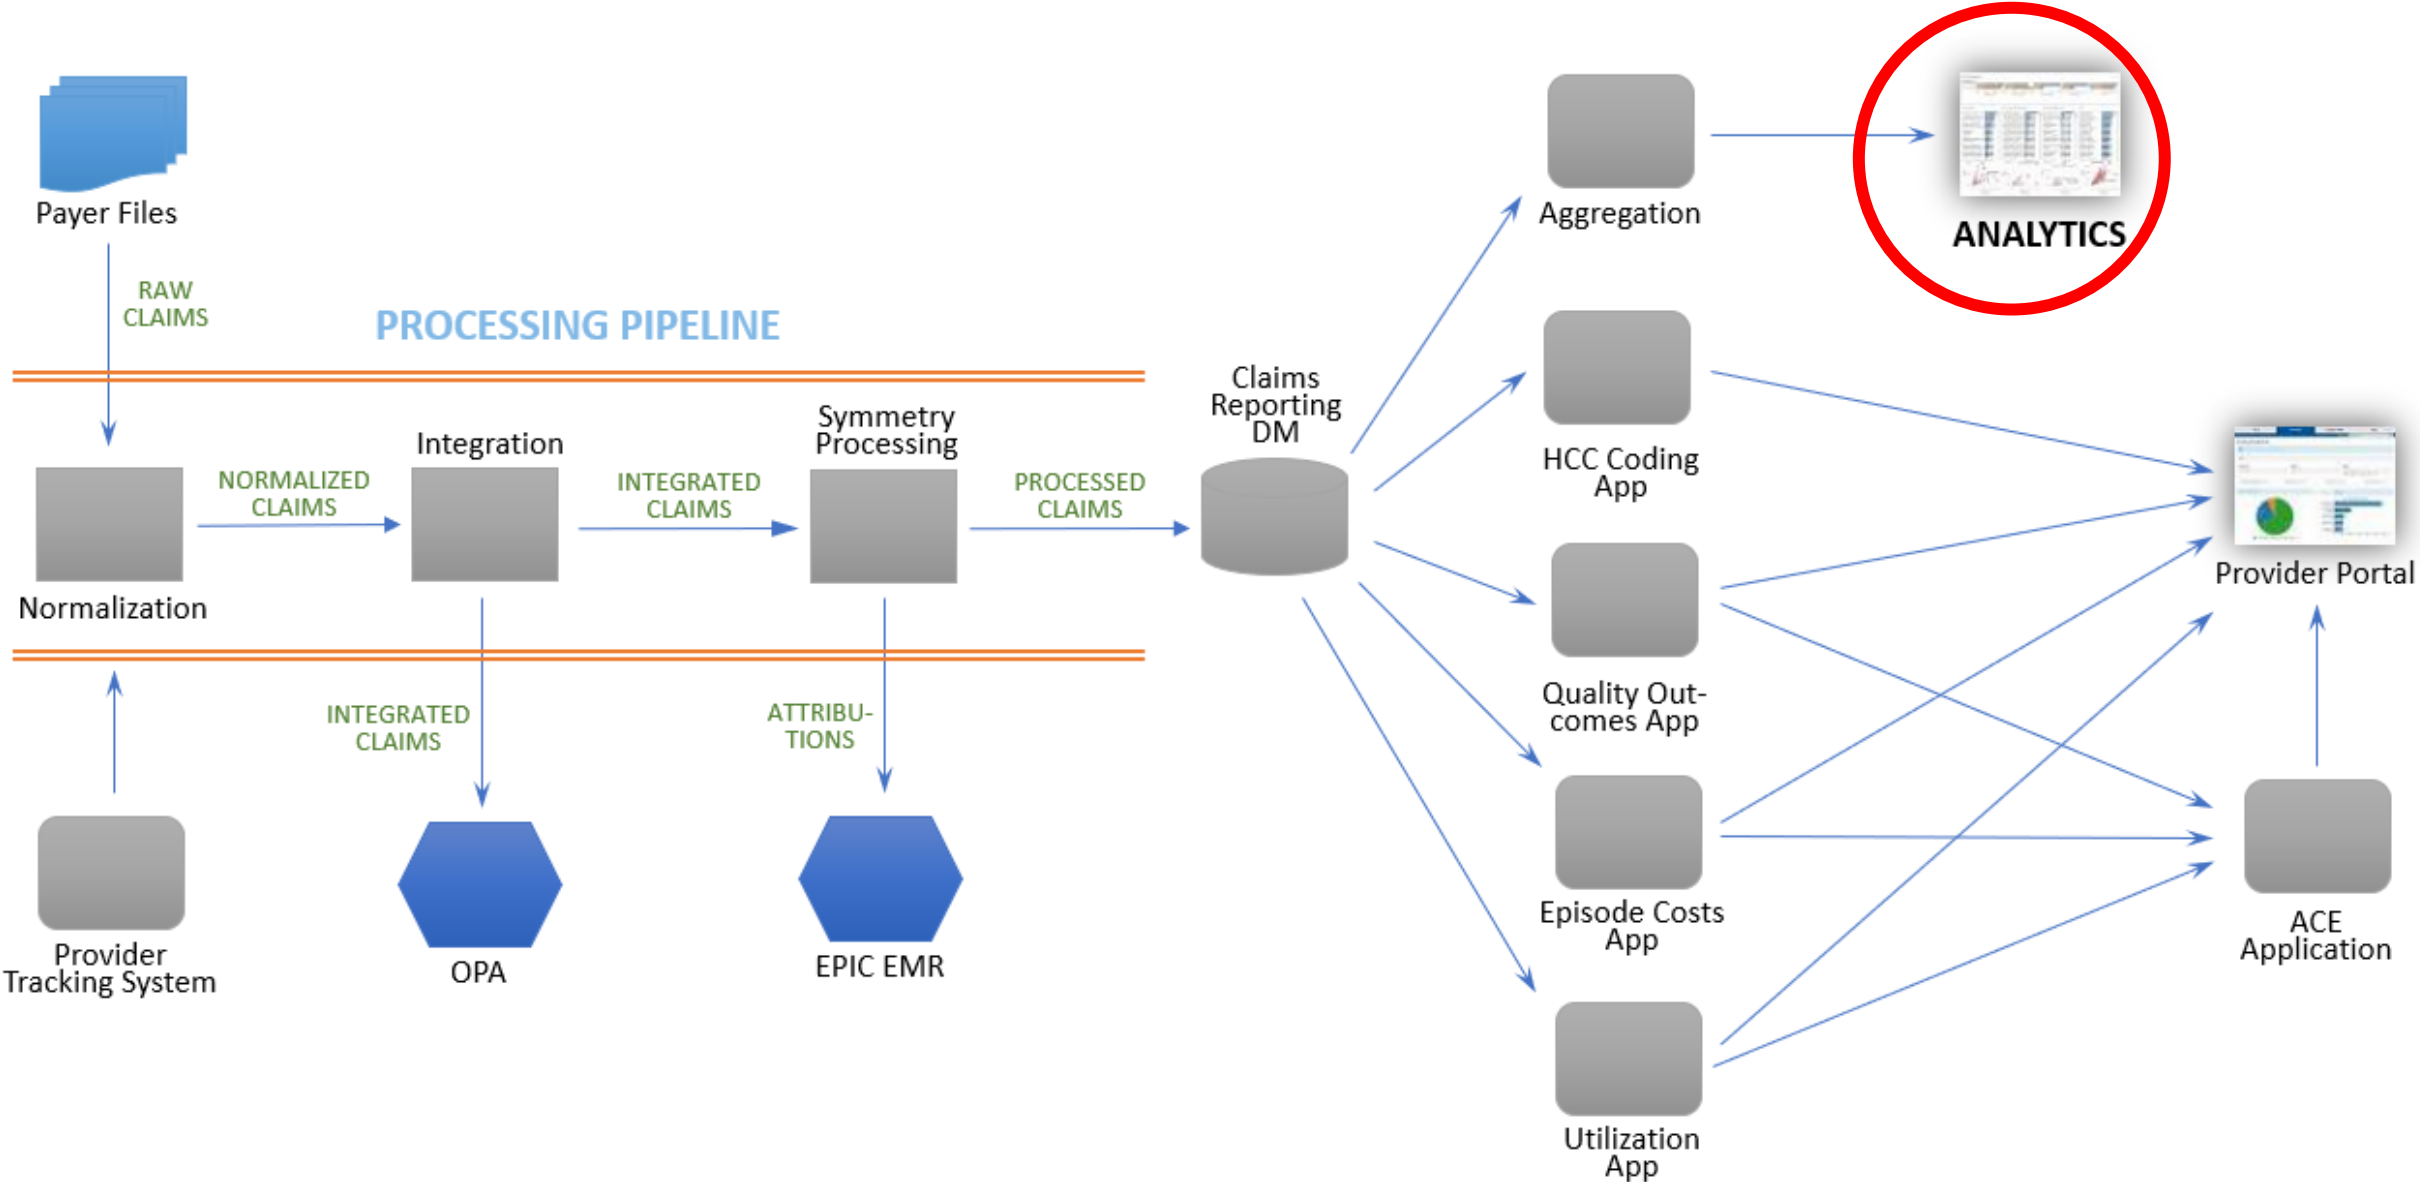 Payer Files
RAW
CLAIMS
PROCESSING PIPELINE
Normalization
NORMALIZED
CLAIMS
Integration
INTEGRATED
CLAIMS
Symmetry
Processing
PROCESSED
CLAIMS
Claims
Reporting
DM
Provider
Tracking System
INTEGRATED
CLAIMS
OPA
ATTRIBU-
TIONS
EPIC EMR
Aggregation
ANALYTICS
HCC Coding
App
Quality Out-
comes App
Episode Costs
App
Utilization
App
Provider Portal
ACE
Application